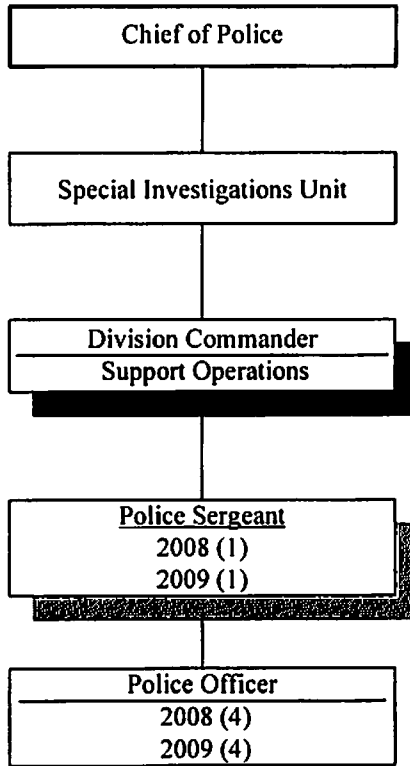 Chief of Police
Special Investigations Unit
Division Commander
Support Operations
Police Sergeant
2008 (1)
2009 (1)
Police Officer
2008 (4)
2009 (4)